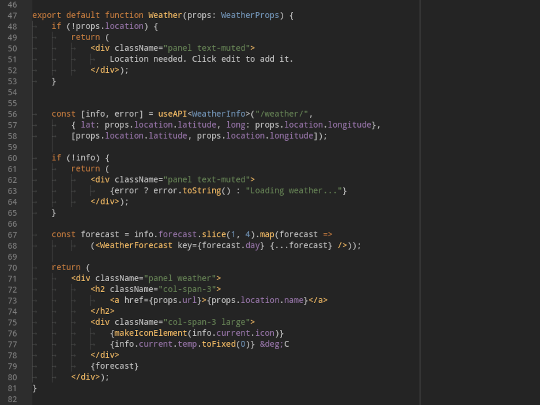 46
47 export default function Weather(props: WeatherProps) {
48 if (!props.location) {
49 return (
50 <div className="panel text-muted">
51 Location needed. Click edit to add it.
52 </div>);
53 }
54
55
56 const [info, error] = useAPI<WeatherInfo>("/weather/",
57 { lat: props.location.latitude, long: props.location.longitude},
58 [props.location.latitude, props.location.longitude]);
59
60 if (!info) {
61 return (
62 <div className="panel text-muted">
63 {error ? error.toString() : "Loading weather..."}
64 </div>);
65 }
66
67 const forecast = info.forecast.slice(1, 4).map(forecast =>
68 (<WeatherForecast key={forecast.day} {...forecast} />));
69
70 return (
71 <div className="panel weather">
72 <h2 className="col-span-3">
73 <a href={props.url}>{props.location.name}</a>
74 </h2>
75 <div className="col-span-3 large">
76 {makeIconElement(info.current.icon)}
77 {info.current.temp.toFixed(0)} &deg;C
78 </div>
79 {forecast}
80 </div>);
81 }
82